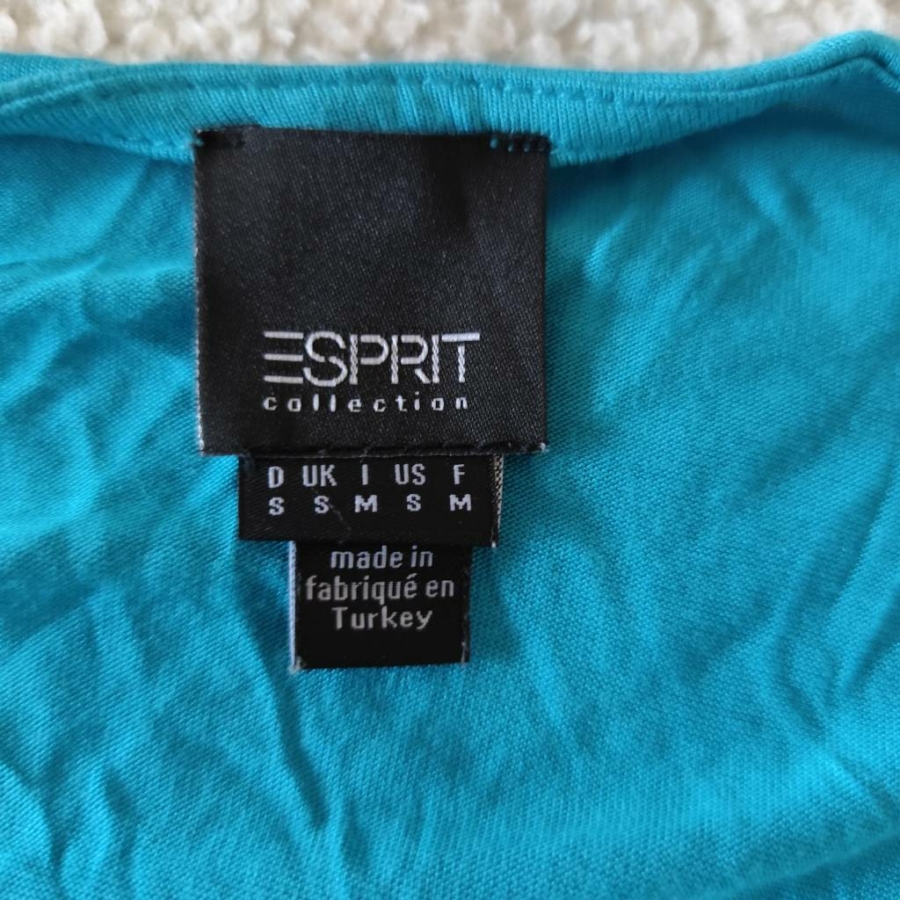 ESPRIT
collection
D UK I US F
S S M S M
made in
fabriqué en
Turkey